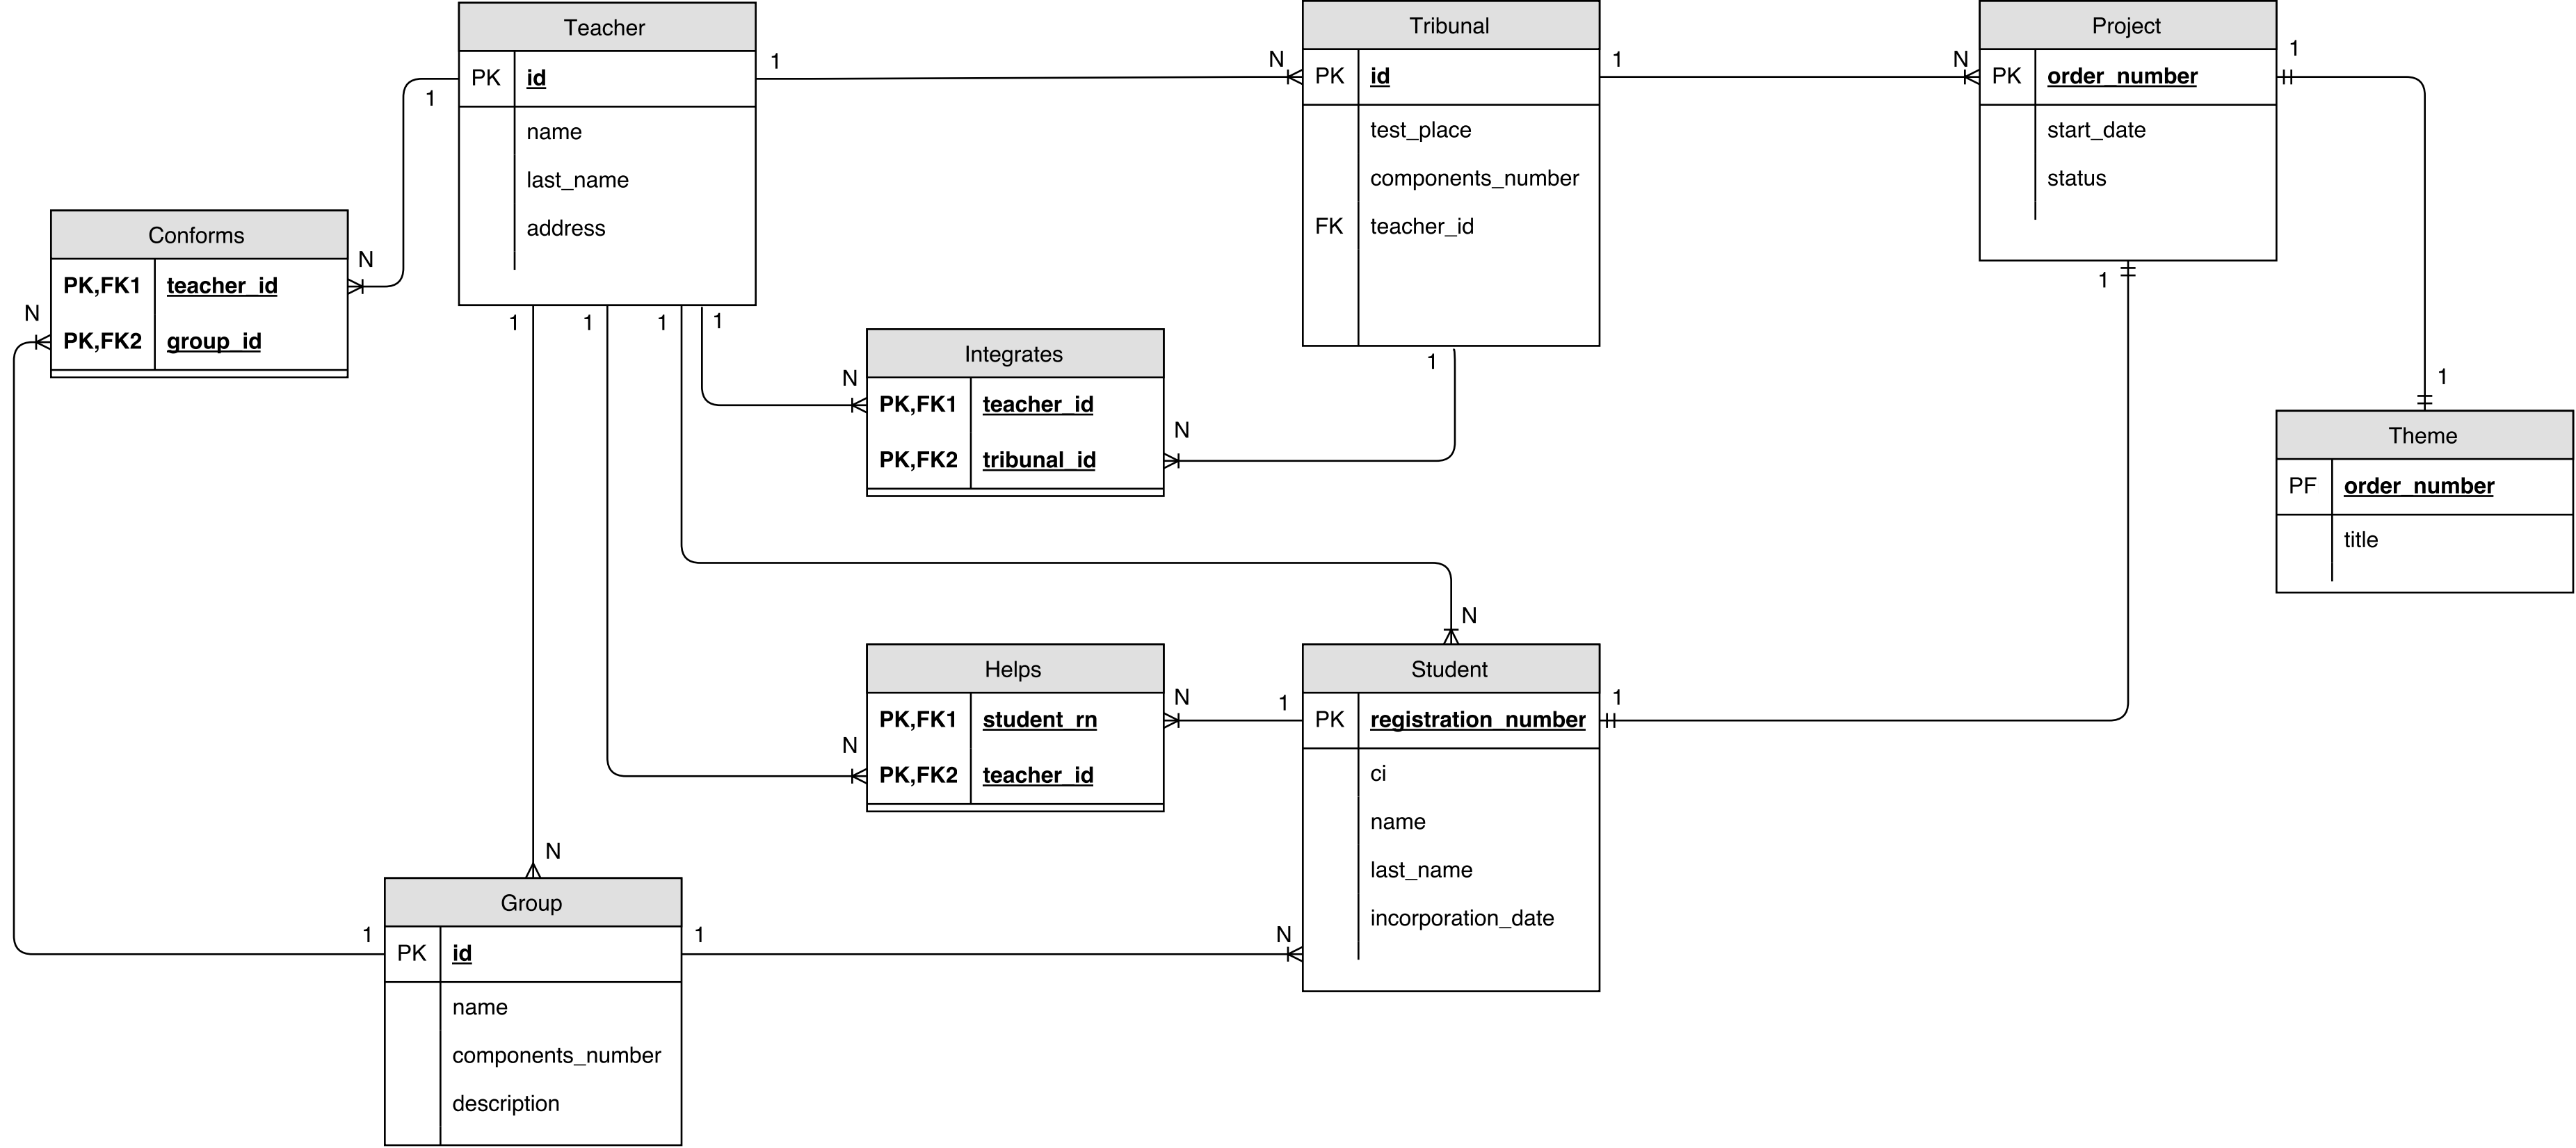 Teacher
PK id
name
last_name
address
1
1
1
1
1
1
Tribunal
N
PK id
test_place
components_number
FK teacher_id
1
1
Project
N
PK order_number
start_date
status
1
1
Conforms
PK,FK1 teacher_id
PK,FK2 group_id
N
N
Integrates
PK,FK1 teacher_id
PK,FK2 tribunal_id
N
N
Theme
1
PF order_number
title
Helps
PK,FK1 student_rn
PK,FK2 teacher_id
N
N
Student
N
1
1
PK registration_number
ci
name
last_name
incorporation_date
N
Group
N
1
1
PK id
name
components_number
description